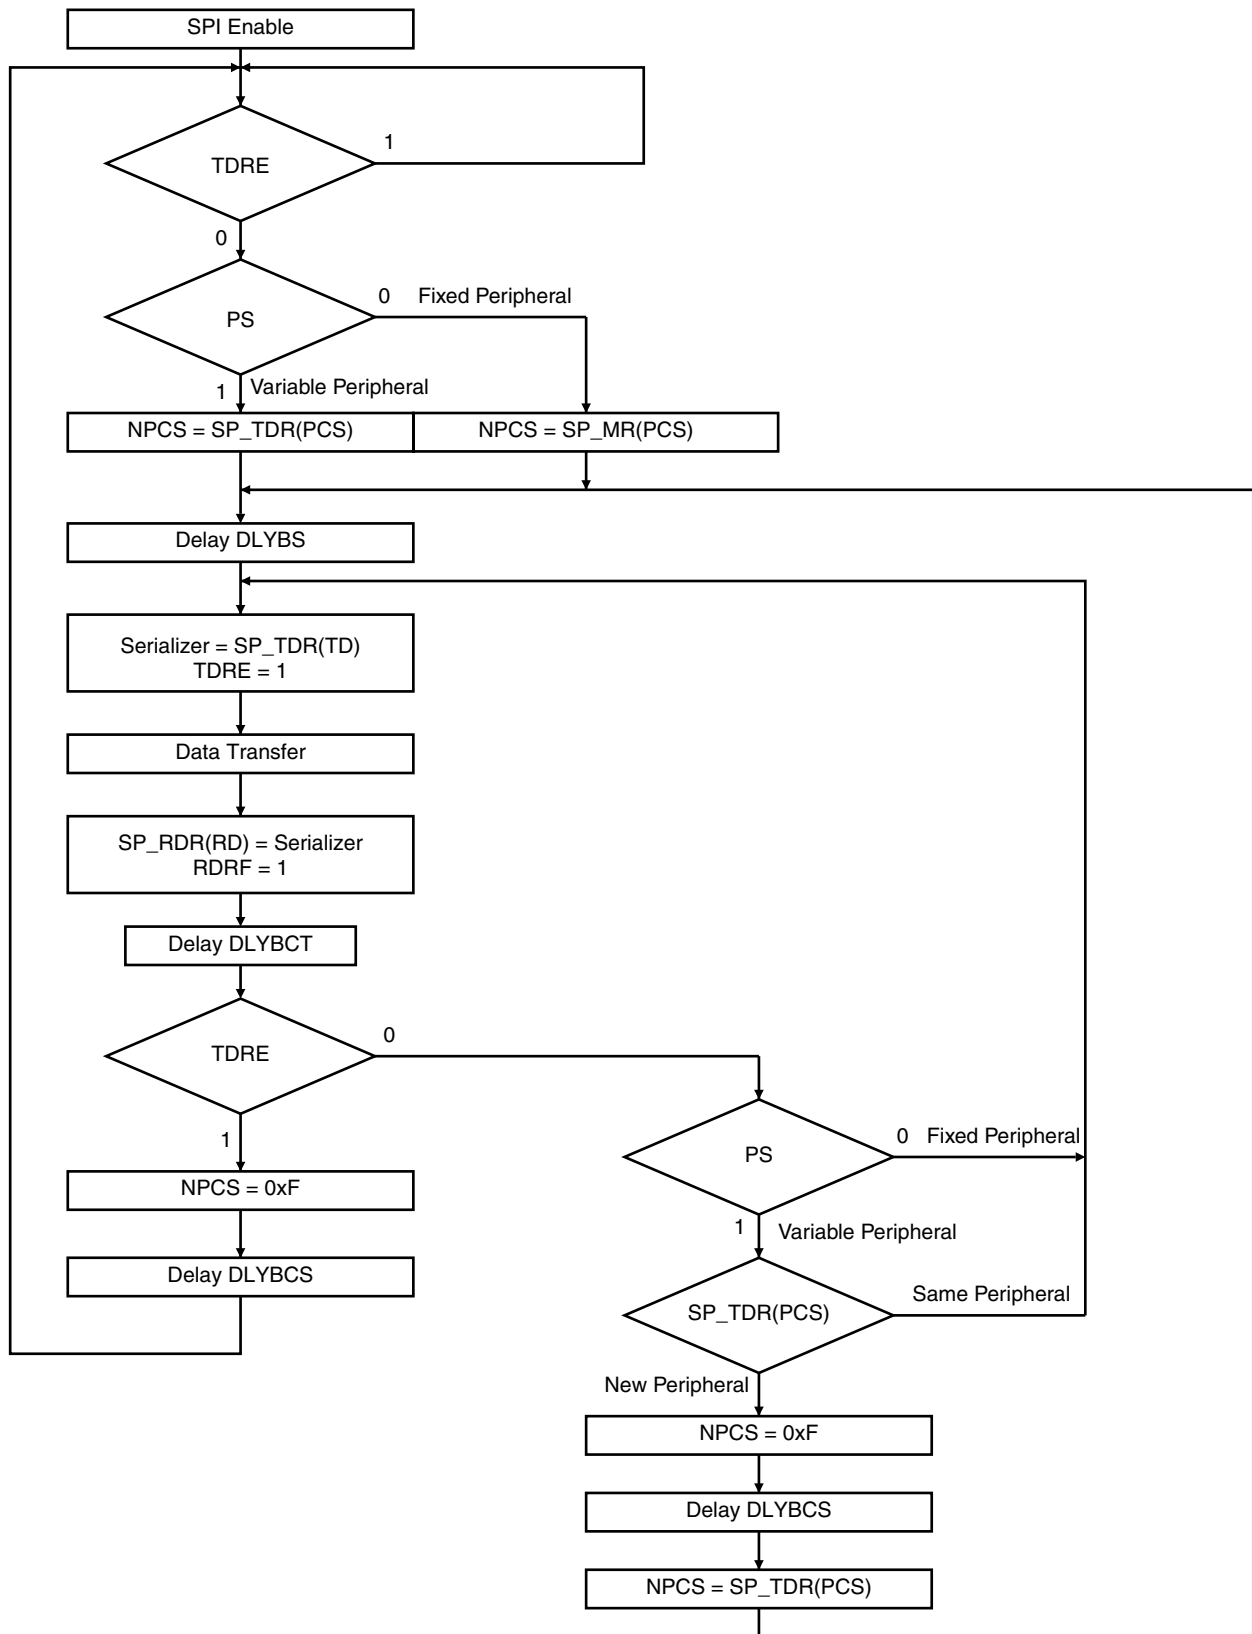 SPI Enable
1
TDRE
0
0 Fixed Peripheral
PS
1 Variable Peripheral
NPCS = SP_TDR(PCS)
NPCS = SP_MR(PCS)
Delay DLYBS
Serializer = SP_TDR(TD)
TDRE = 1
Data Transfer
SP_RDR(RD) = Serializer
RDRF = 1
Delay DLYBCT
TDRE
0
1
NPCS = 0xF
Delay DLYBCS
PS
0 Fixed Peripheral
1 Variable Peripheral
SP_TDR(PCS)
Same Peripheral
New Peripheral
NPCS = 0xF
Delay DLYBCS
NPCS = SP_TDR(PCS)